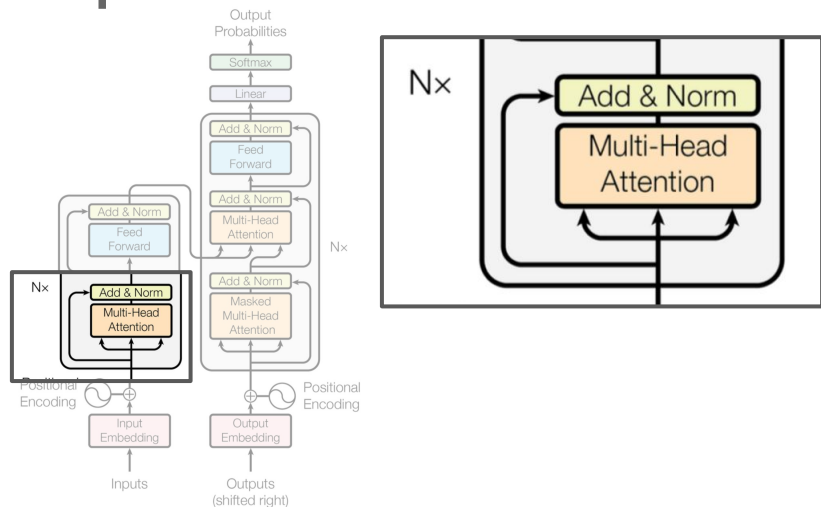 Output
Probabilities
Softmax
Linear
Add & Norm
Feed
Forward
Add & Norm
Multi-Head
Attention
Nx
Add & Norm
Masked
Multi-Head
Attention
Add & Norm
Feed
Forward
Nx
Add & Norm
Multi-Head
Attention
Positional
Encoding
Positional
Encoding
Input
Embedding
Output
Embedding
Inputs
Outputs
(shifted right)
Nx
Add & Norm
Multi-Head
Attention